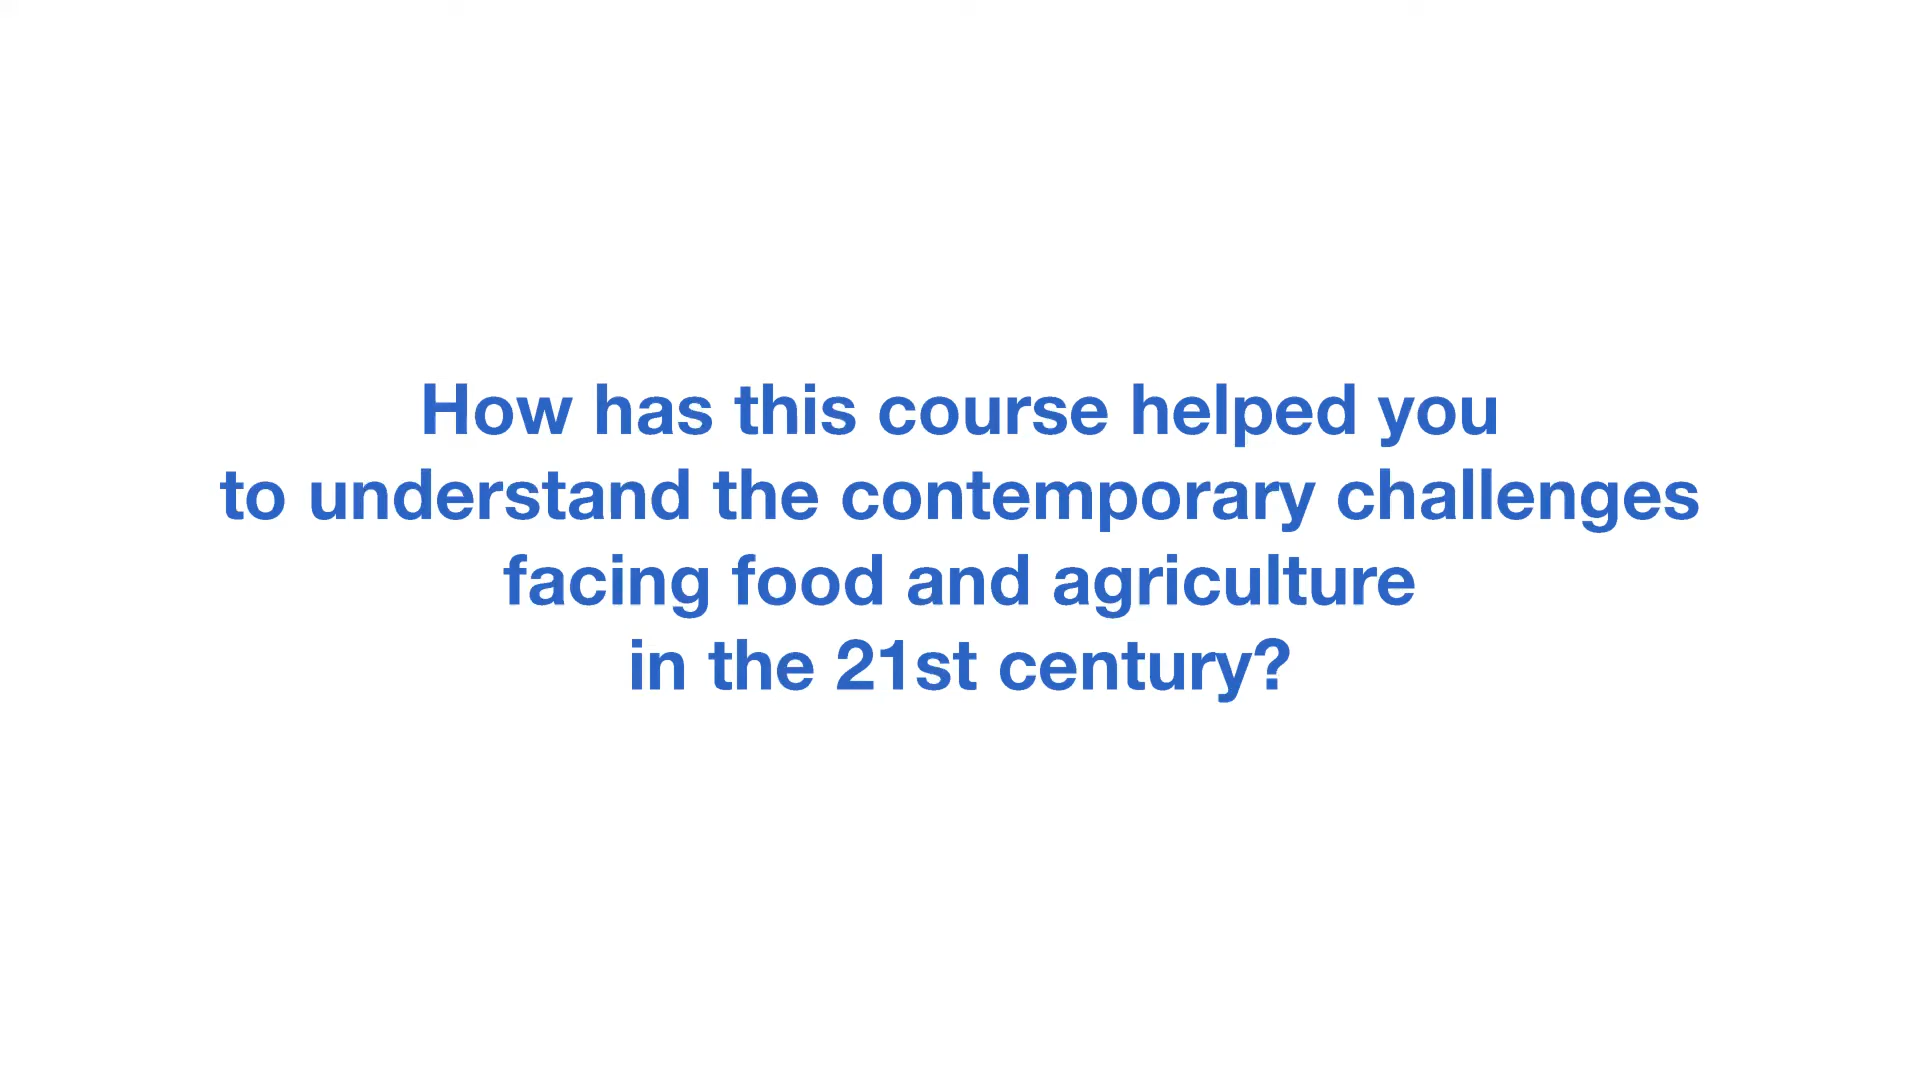 How has this course helped you
to understand the contemporary challenges
facing food and agriculture
in the 21st century?